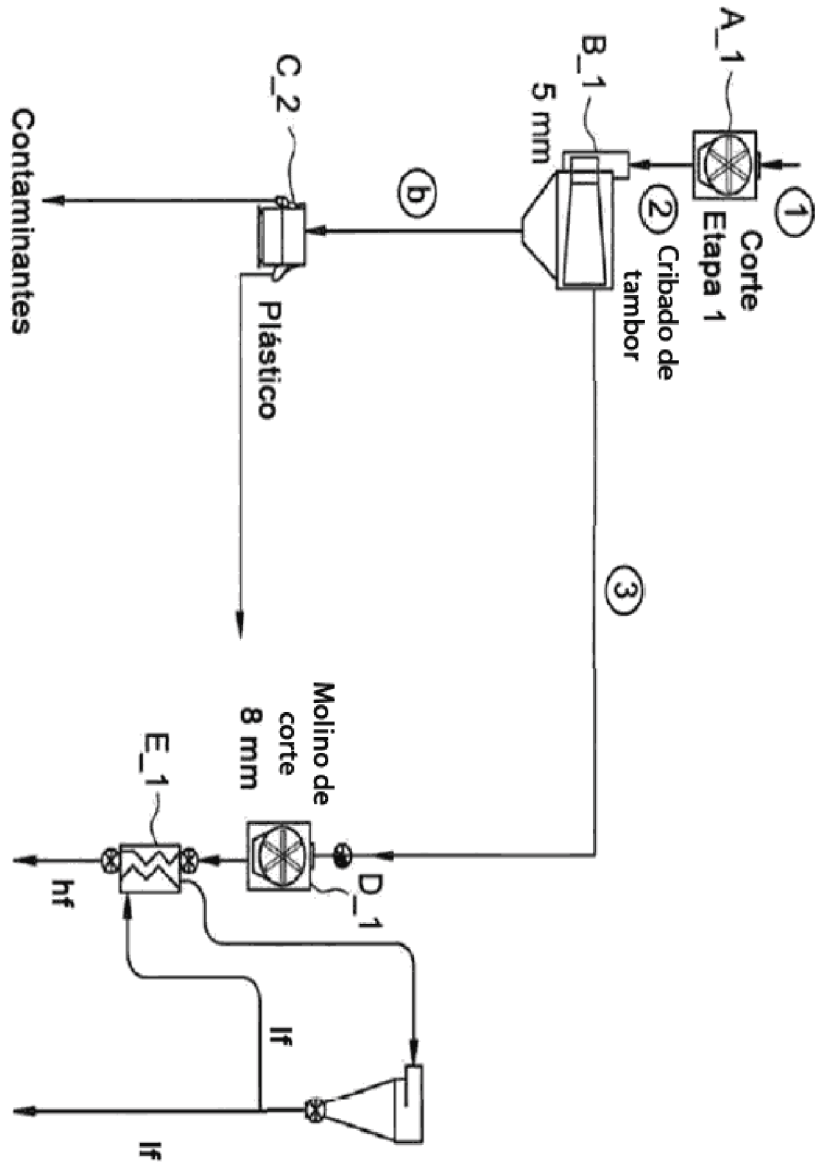 A_1
1
Corte
Etapa 1
B_1
5 mm
2
Cribado de
tambor
C_2
b
3
Contaminantes
Plástico
Molino de
corte
8 mm
D_1
E_1
hf
lf
lf